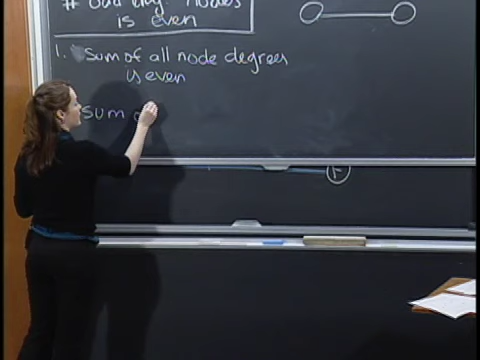 # odd deg nodes
is even
1. Sum of all node degrees
is even
Sum